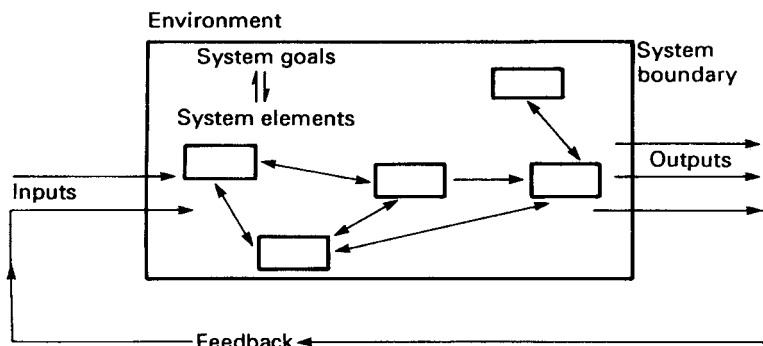 Environment
System goals
System
boundary
System elements
Inputs
Outputs
Feedback